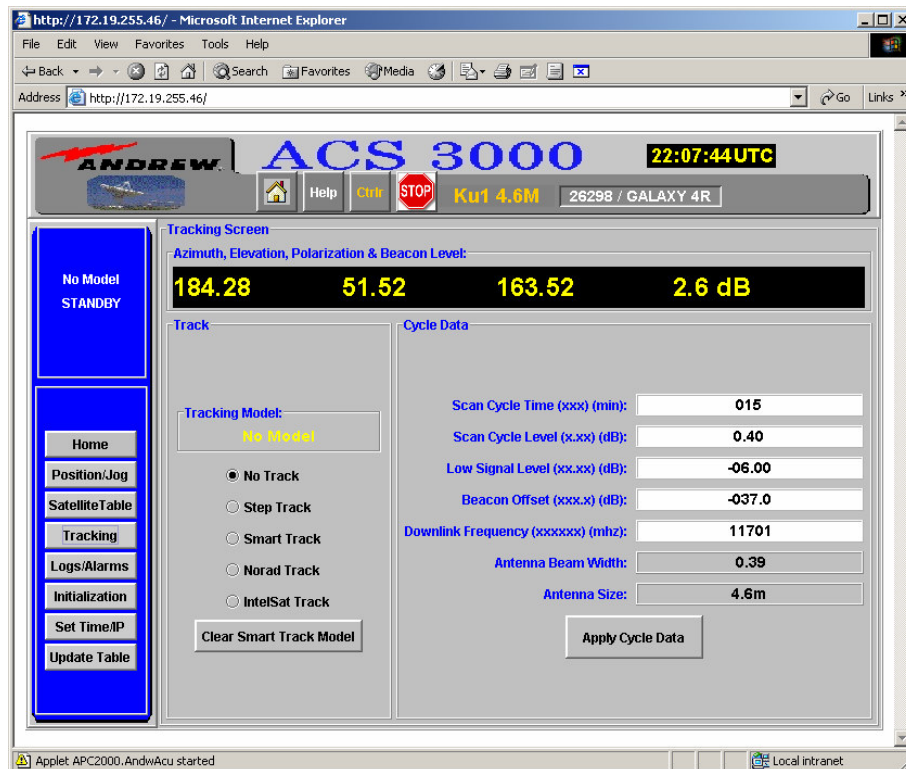 http://172.19.255.46/ - Microsoft Internet Explorer
File Edit View Favorites Tools Help
Back Search Favorites Media
Address http://172.19.255.46/ Go Links »
ANDREW. ACS 3000 22:07:44 UTC
Help Ctrlr STOP Ku1 4.6M 26298 / GALAXY 4R
No Model
STANDBY
Home
Position/Jog
SatelliteTable
Tracking
Logs/Alarms
Initialization
Set Time/IP
Update Table
Tracking Screen
Azimuth, Elevation, Polarization & Beacon Level:
184.28 51.52 163.52 2.6 dB
Track
Tracking Model:
No Model
No Track
Step Track
Smart Track
Norad Track
IntelSat Track
Clear Smart Track Model
Cycle Data
Scan Cycle Time (xxx) (min): 015
Scan Cycle Level (x.xx) (dB): 0.40
Low Signal Level (xx.xx) (dB): -06.00
Beacon Offset (xxx.x) (dB): -037.0
Downlink Frequency (xxxxxx) (mhz): 11701
Antenna Beam Width: 0.39
Antenna Size: 4.6m
Apply Cycle Data
Applet APC2000.AndwAcu started
Local intranet